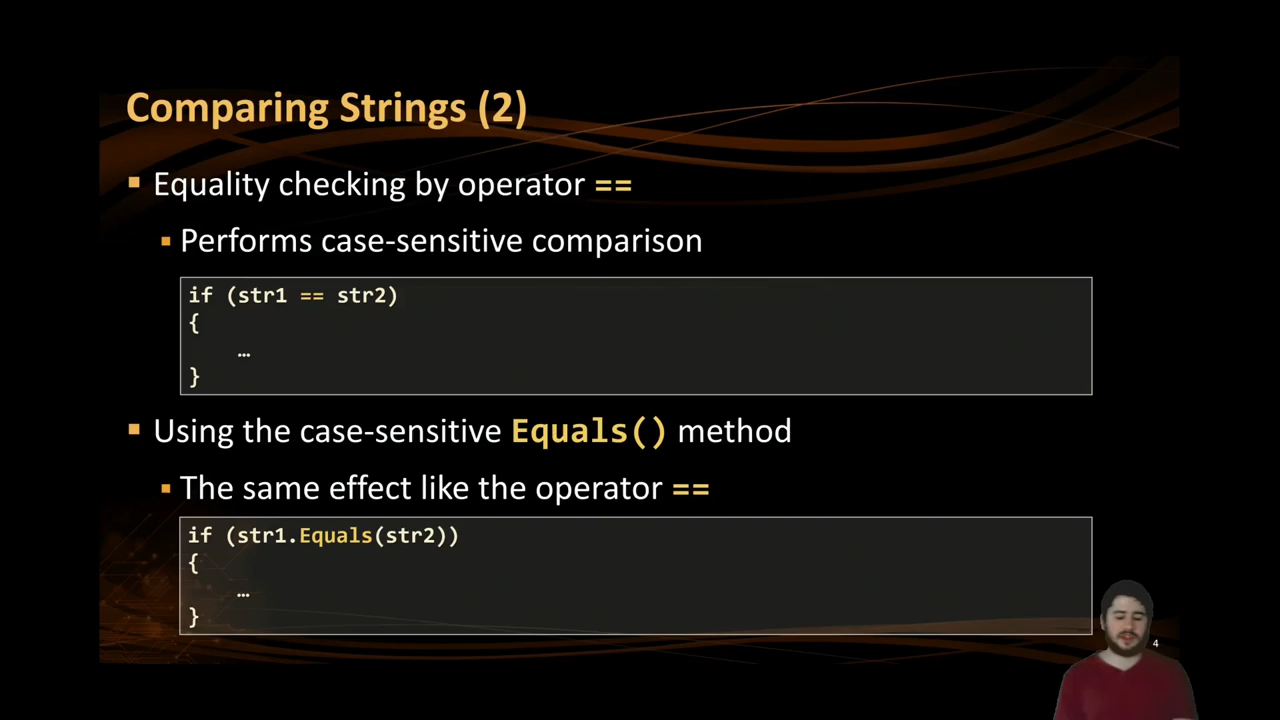 Comparing Strings (2)
Equality checking by operator ==
Performs case-sensitive comparison
if (str1 == str2)
{
…
}
Using the case-sensitive Equals() method
The same effect like the operator ==
if (str1.Equals(str2))
{
…
}
4